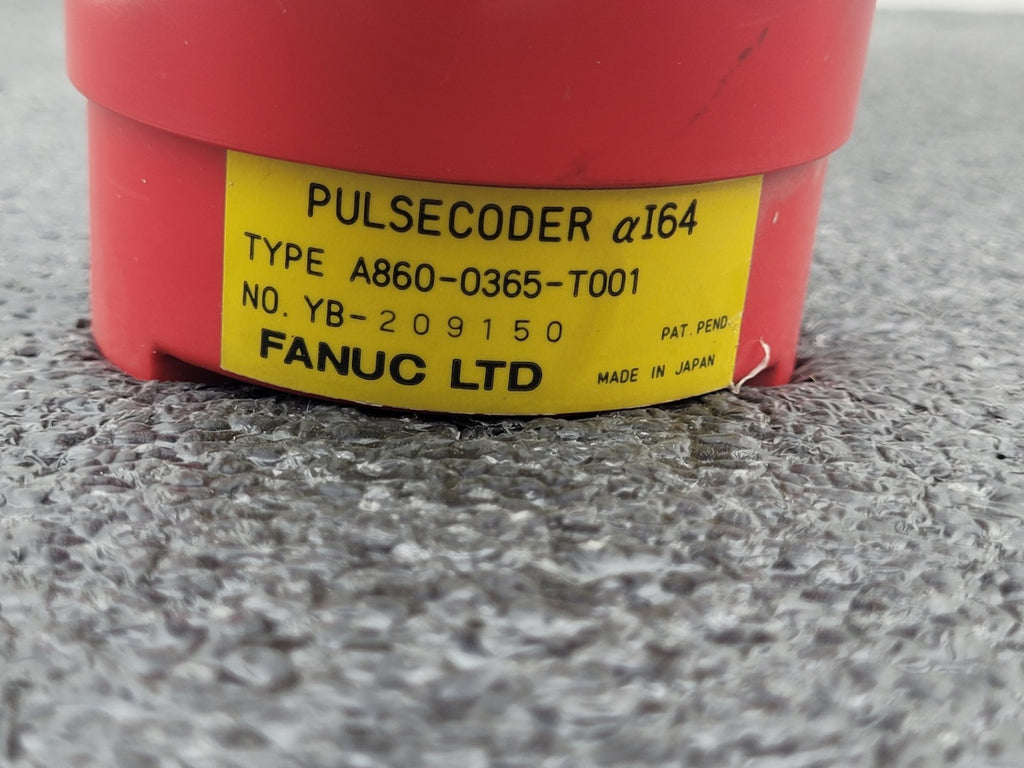 PULSECODER αI64
TYPE A860-0365-T001
NO. YB-209150
PAT. PEND.
FANUC LTD
MADE IN JAPAN